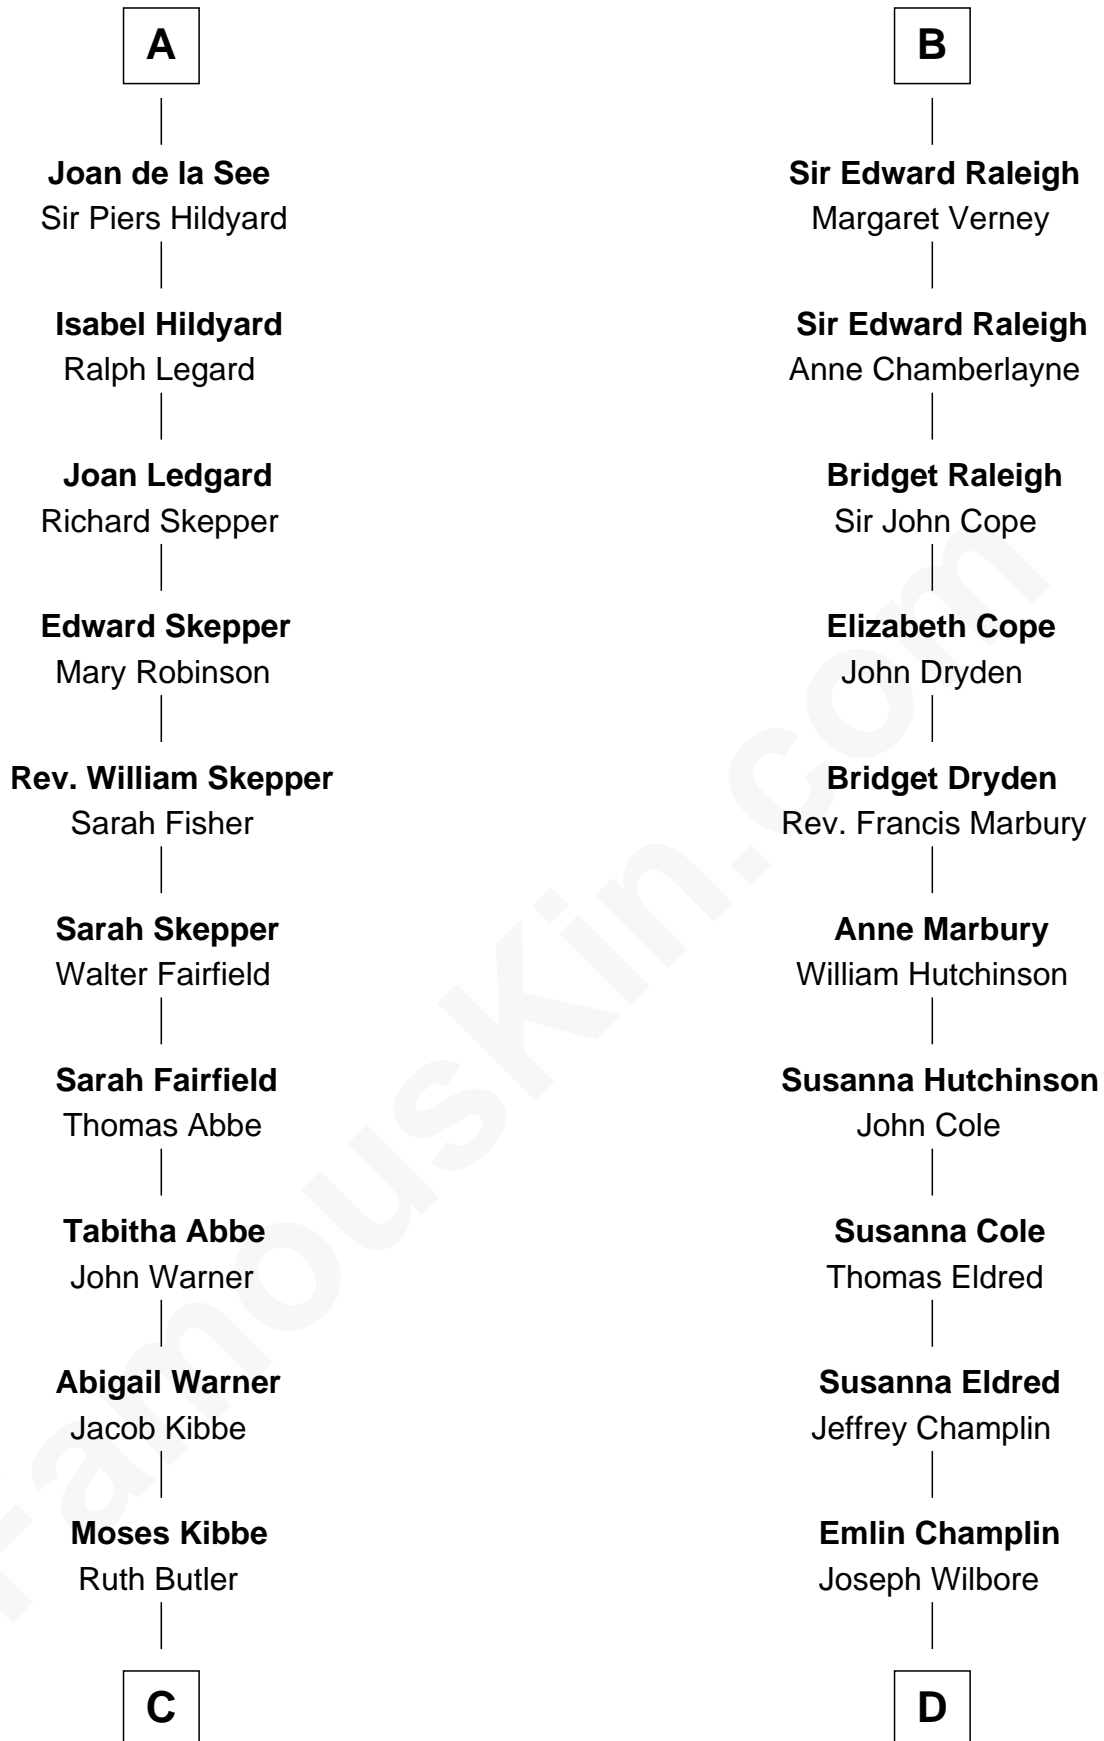 A
Joan de la See
Sir Piers Hildyard
Isabel Hildyard
Ralph Legard
Joan Ledgard
Richard Skepper
Edward Skepper
Mary Robinson
Rev. William Skepper
Sarah Fisher
Sarah Skepper
Walter Fairfield
Sarah Fairfield
Thomas Abbe
Tabitha Abbe
John Warner
Abigail Warner
Jacob Kibbe
Moses Kibbe
Ruth Butler
C
B
Sir Edward Raleigh
Margaret Verney
Sir Edward Raleigh
Anne Chamberlayne
Bridget Raleigh
Sir John Cope
Elizabeth Cope
John Dryden
Bridget Dryden
Rev. Francis Marbury
Anne Marbury
William Hutchinson
Susanna Hutchinson
John Cole
Susanna Cole
Thomas Eldred
Susanna Eldred
Jeffrey Champlin
Emlin Champlin
Joseph Wilbore
D
FamousKin.com